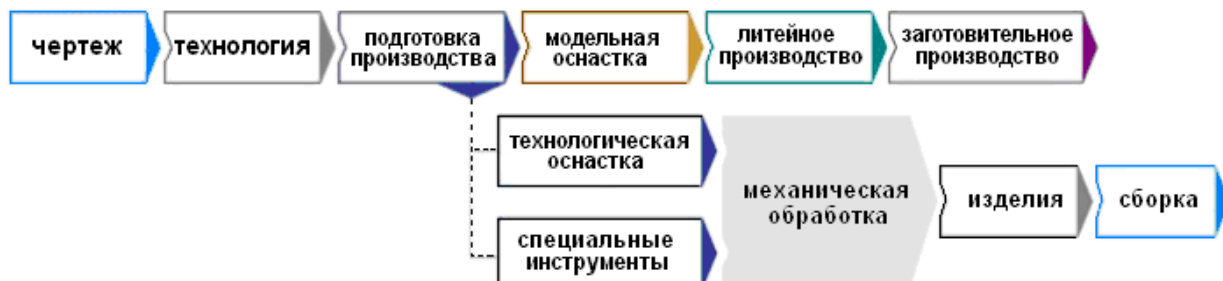 чертеж
технология
подготовка
производства
модельная
оснастка
литейное
производство
заготовительное
производство
технологическая
оснастка
специальные
инструменты
механическая
обработка
изделия
сборка